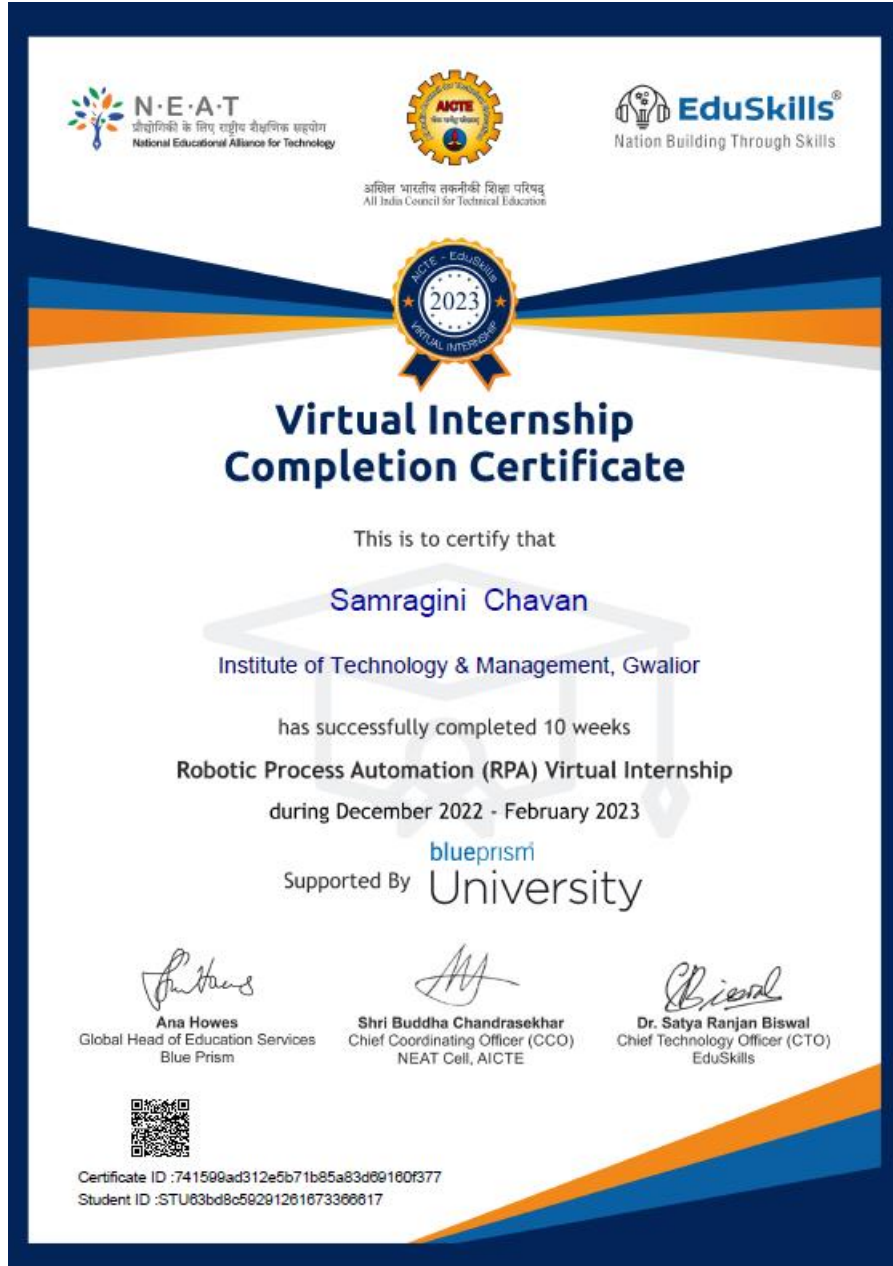 N·E·A·T
प्रौद्योगिकी के लिए राष्ट्रीय शैक्षणिक सहयोग
National Educational Alliance for Technology
AICTE
अखिल भारतीय तकनीकी शिक्षा परिषद्
All India Council for Technical Education
EduSkills®
Nation Building Through Skills
AICTE - EduSkills
2023
VIRTUAL INTERNSHIP
Virtual Internship
Completion Certificate
This is to certify that
Samragini Chavan
Institute of Technology & Management, Gwalior
has successfully completed 10 weeks
Robotic Process Automation (RPA) Virtual Internship
during December 2022 - February 2023
Supported By
blueprism
University
Ana Howes
Global Head of Education Services
Blue Prism
Shri Buddha Chandrasekhar
Chief Coordinating Officer (CCO)
NEAT Cell, AICTE
Dr. Satya Ranjan Biswal
Chief Technology Officer (CTO)
EduSkills
Certificate ID :741599ad312e5b71b85a83d69160f377
Student ID :STU63bd8c59291261673366617